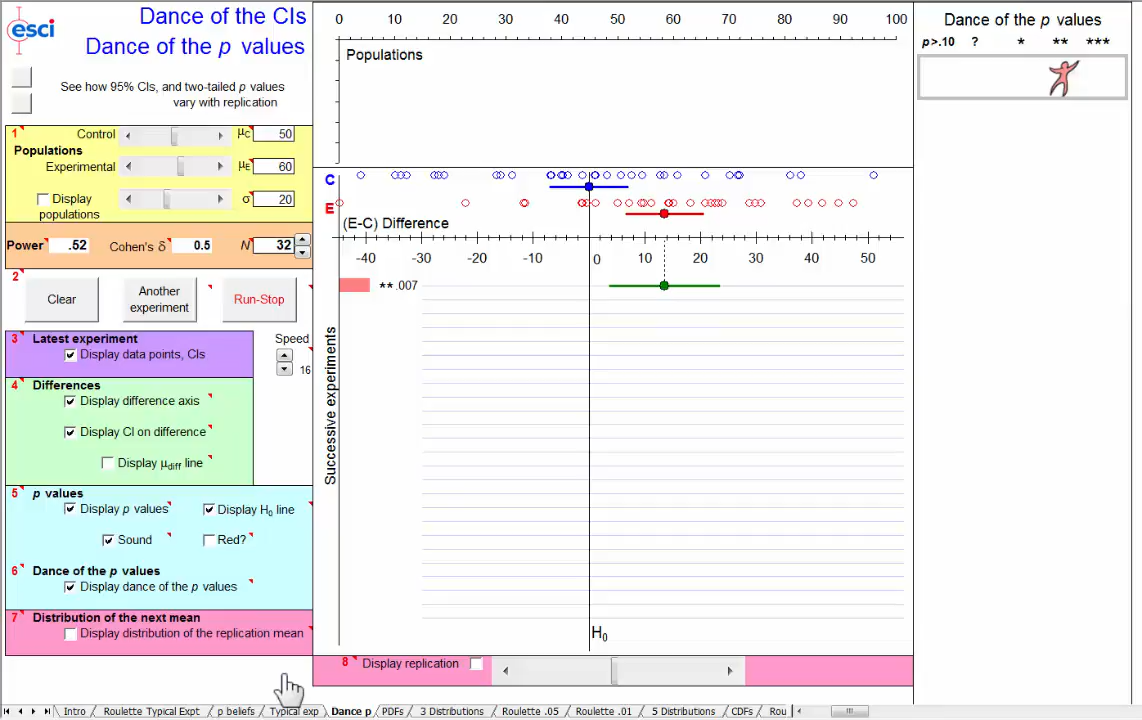 esci
Dance of the CIs
Dance of the p values
See how 95% CIs, and two-tailed p values
vary with replication
1 Control μC 50
Populations
Experimental μE 60
Display
populations
σ 20
Power .52 Cohen's δ 0.5 N 32
2
Clear
Another
experiment
Run-Stop
3 Latest experiment
Display data points, CIs
Speed
16
4 Differences
Display difference axis
Display CI on difference
Display μdiff line
5 p values
Display p values Display H0 line
Sound Red?
6 Dance of the p values
Display dance of the p values
7 Distribution of the next mean
Display distribution of the replication mean
0 10 20 30 40 50 60 70 80 90 100
Populations
C
E
(E-C) Difference
-40 -30 -20 -10 0 10 20 30 40 50
** .007
Successive experiments
H0
8 Display replication
Dance of the p values
p>.10 ? * ** ***
Intro Roulette Typical Expt p beliefs Typical exp Dance p PDFs 3 Distributions Roulette .05 Roulette .01 5 Distributions CDFs Rou